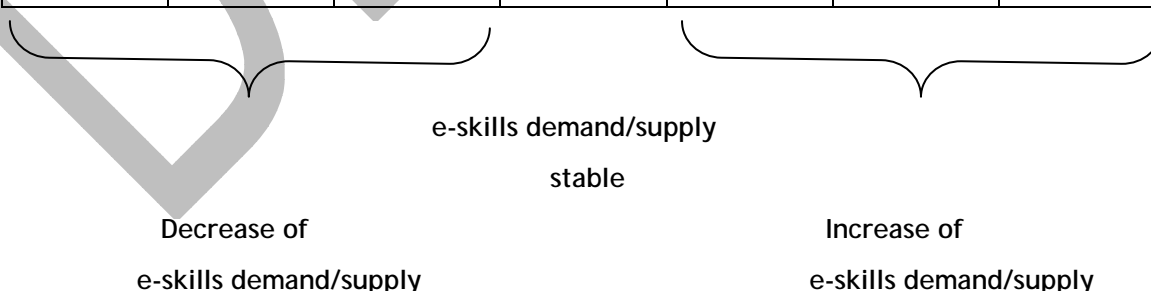 e-skills demand/supply
stable
Decrease of
Increase of
e-skills demand/supply
e-skills demand/supply